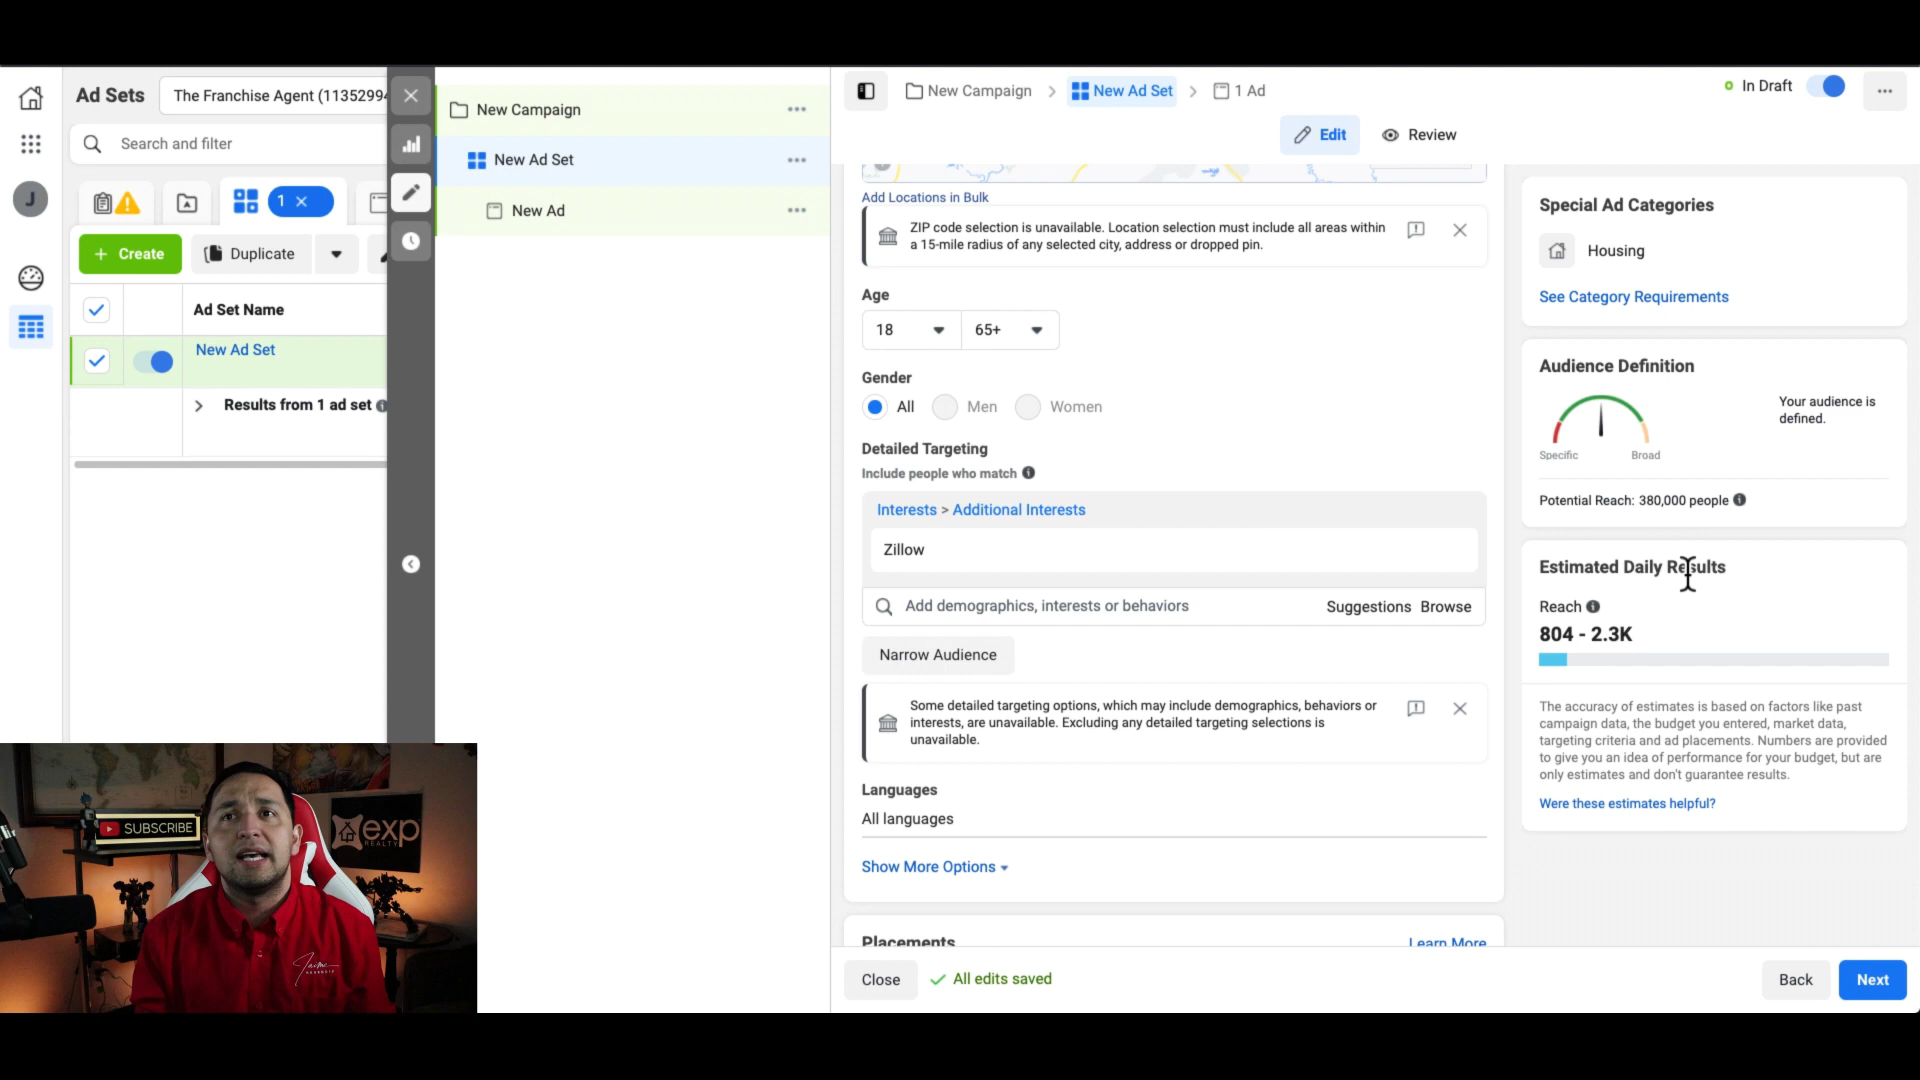 Ad Sets
The Franchise Agent (11352994
Search and filter
J
1
+ Create
Duplicate
Ad Set Name
New Ad Set
Results from 1 ad set
New Campaign
New Ad Set
New Ad
New Campaign > New Ad Set > 1 Ad
In Draft
Edit
Review
Add Locations in Bulk
ZIP code selection is unavailable. Location selection must include all areas within
a 15-mile radius of any selected city, address or dropped pin.
Age
18
65+
Gender
All
Men
Women
Detailed Targeting
Include people who match
Interests > Additional Interests
Zillow
Add demographics, interests or behaviors
Suggestions
Browse
Narrow Audience
Some detailed targeting options, which may include demographics, behaviors or
interests, are unavailable. Excluding any detailed targeting selections is
unavailable.
Languages
All languages
Show More Options
Placements
Learn More
Close
All edits saved
Back
Next
Special Ad Categories
Housing
See Category Requirements
Audience Definition
Your audience is
defined.
Specific
Broad
Potential Reach: 380,000 people
Estimated Daily Results
Reach
804 - 2.3K
The accuracy of estimates is based on factors like past
campaign data, the budget you entered, market data,
targeting criteria and ad placements. Numbers are provided
to give you an idea of performance for your budget, but are
only estimates and don't guarantee results.
Were these estimates helpful?
SUBSCRIBE
exp
REALTY
Jaime